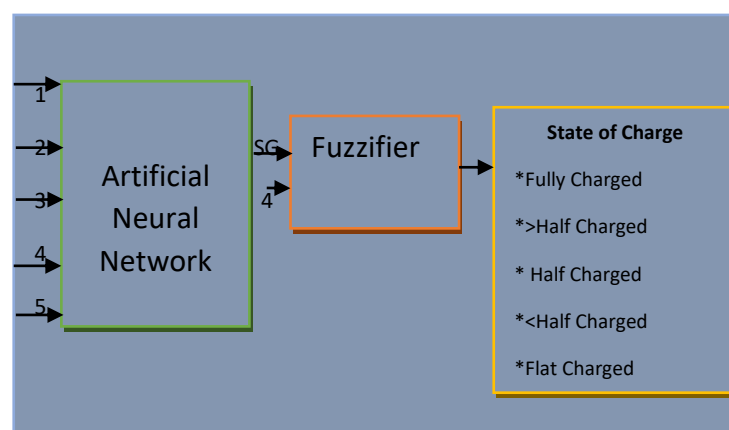 1
2
3
4
5
Artificial
Neural
Network
SG
4
Fuzzifier
State of Charge
*Fully Charged
*>Half Charged
* Half Charged
*<Half Charged
*Flat Charged